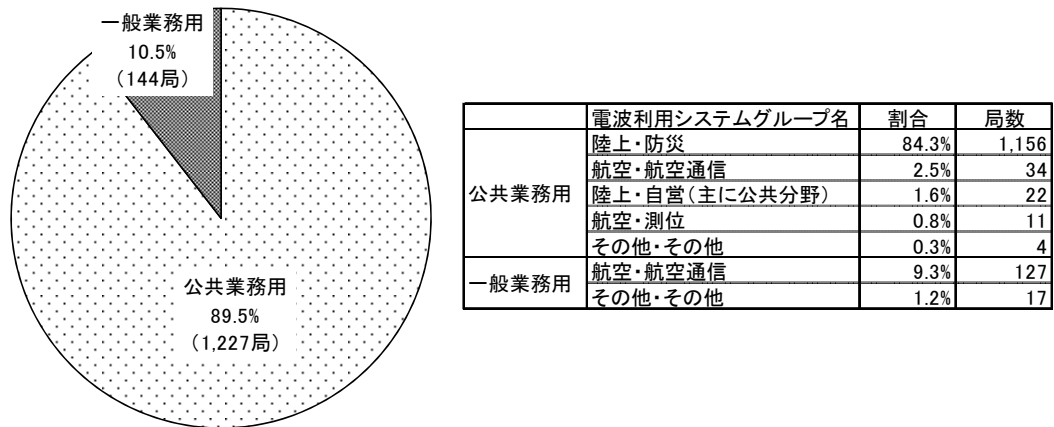 一般業務用
10.5%
（144局）
公共業務用
89.5%
（1,227局）
電波利用システムグループ名 割合 局数
公共業務用
陸上・防災 84.3% 1,156
航空・航空通信 2.5% 34
陸上・自営（主に公共分野） 1.6% 22
航空・測位 0.8% 11
その他・その他 0.3% 4
一般業務用
航空・航空通信 9.3% 127
その他・その他 1.2% 17